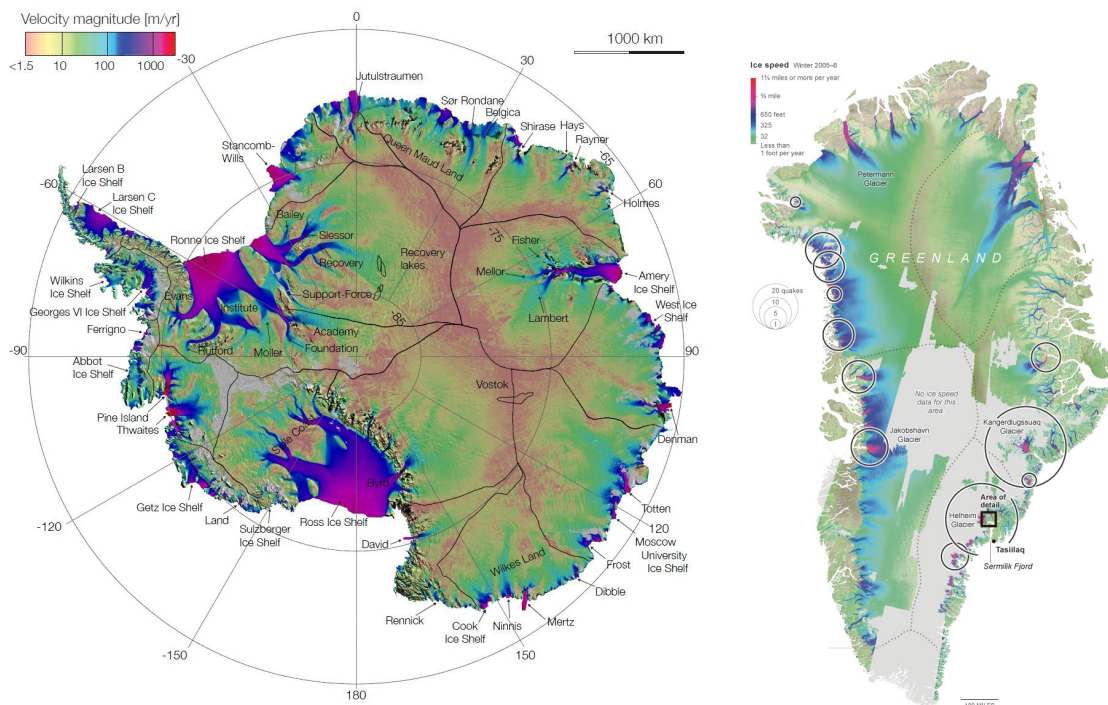 Velocity magnitude [m/yr]
<1.5
10
100
1000
1000 km
0
30
60
90
120
150
180
-150
-120
-90
-60
-30
-65
-75
-85
Jutulstraumen
Sør Rondane
Belgica
Shirase
Hays
Rayner
Queen Maud Land
Stancomb-
Wills
Larsen B
Ice Shelf
Larsen C
Ice Shelf
Bailey
Slessor
Ronne Ice Shelf
Recovery
Recovery
lakes
Holmes
Fisher
Mellor
Amery
Ice Shelf
Lambert
West Ice
Shelf
Wilkins
Ice Shelf
Evans
Institute
Support-Force
Georges VI Ice Shelf
Ferrigno
Rutford
Moller
Academy
Foundation
Abbot
Ice Shelf
Vostok
Pine Island
Thwaites
Denman
Siple Cst
Byrd
Getz Ice Shelf
Land
Sulzberger
Ice Shelf
Ross Ice Shelf
David
Totten
Moscow
University
Ice Shelf
Wilkes Land
Frost
Dibble
Rennick
Cook
Ice Shelf
Ninnis
Mertz
Ice speed Winter 2005–6
1¼ miles or more per year
⅝ mile
650 feet
325
32
Less than
1 foot per year
Petermann
Glacier
GREENLAND
20 quakes
10
5
1
No ice speed
data for this
area
Jakobshavn
Glacier
Kangerdlugssuaq
Glacier
Area of
detail
Helheim
Glacier
Tasiilaq
Sermilik Fjord